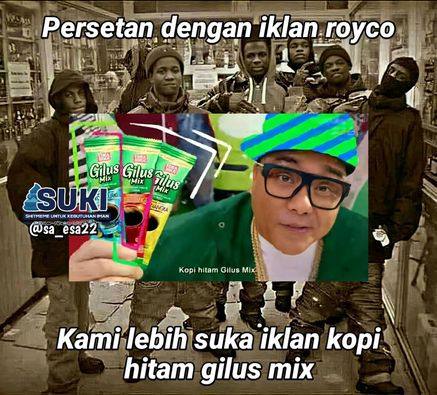 Persetan dengan iklan royco
Gilus
Mix
Gilus
Mix
Gilus
Mix
SUKI
SHITMEME UNTUK KEBUTUHAN IMAN
@sa_esa22
Kopi hitam Gilus Mix
Kami lebih suka iklan kopi
hitam gilus mix